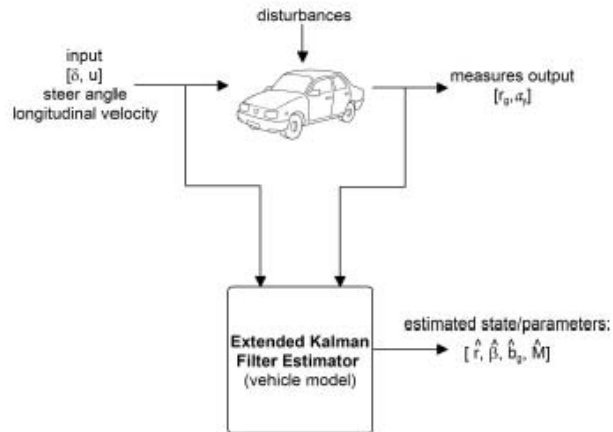 disturbances
input
[δ, u]
steer angle
longitudinal velocity
measures output
[r_g, α_f]
Extended Kalman
Filter Estimator
(vehicle model)
estimated state/parameters:
[ r̂, β̂, b̂_g, M̂]